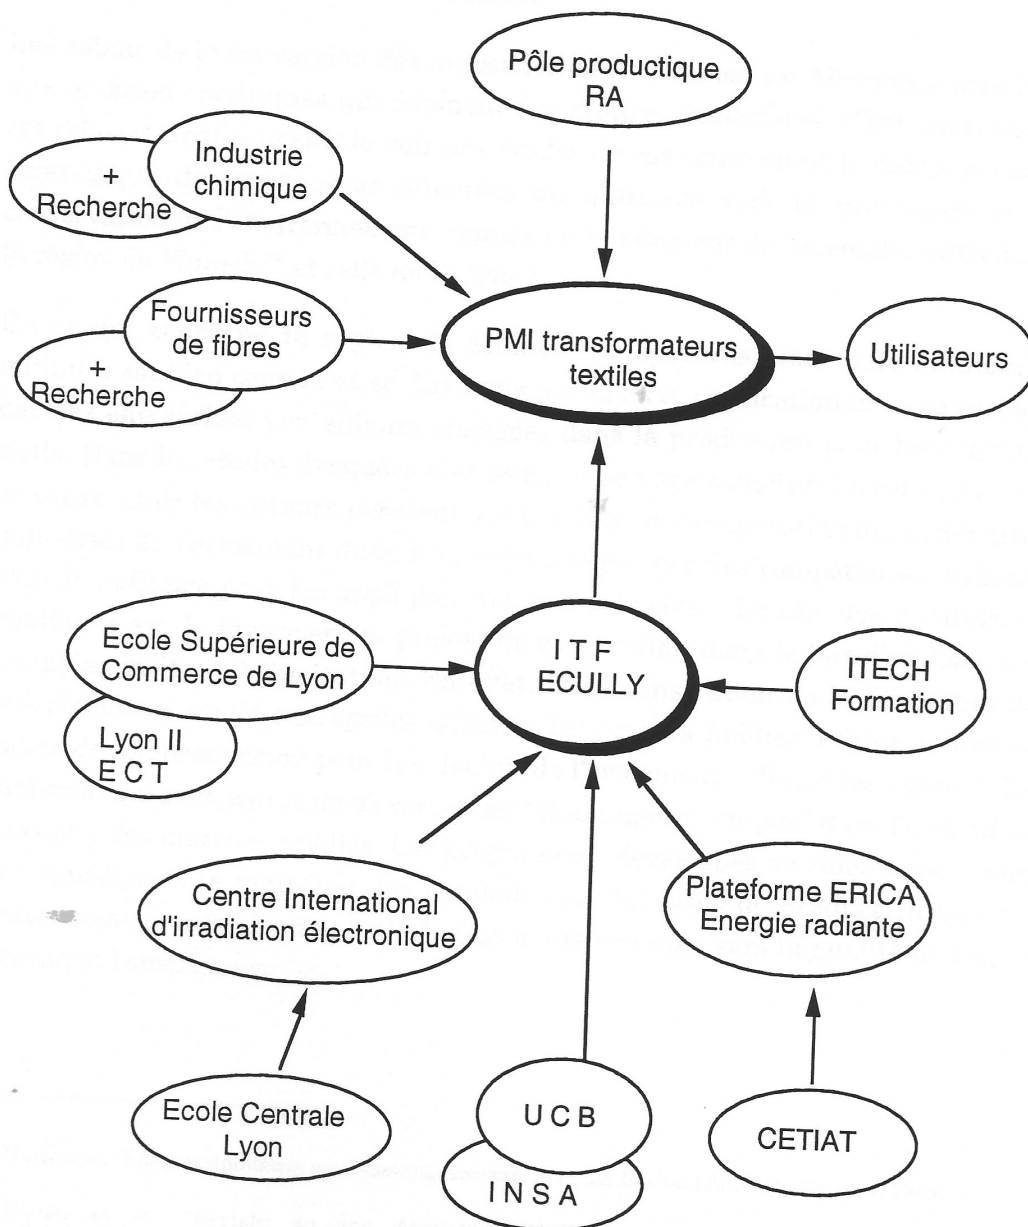 Pôle productique
RA
Industrie
chimique
+
Recherche
Fournisseurs
de fibres
+
Recherche
PMI transformateurs
textiles
Utilisateurs
Ecole Supérieure de
Commerce de Lyon
Lyon II
E C T
I T F
ECULLY
ITECH
Formation
Centre International
d'irradiation électronique
Plateforme ERICA
Energie radiante
Ecole Centrale
Lyon
U C B
I N S A
CETIAT